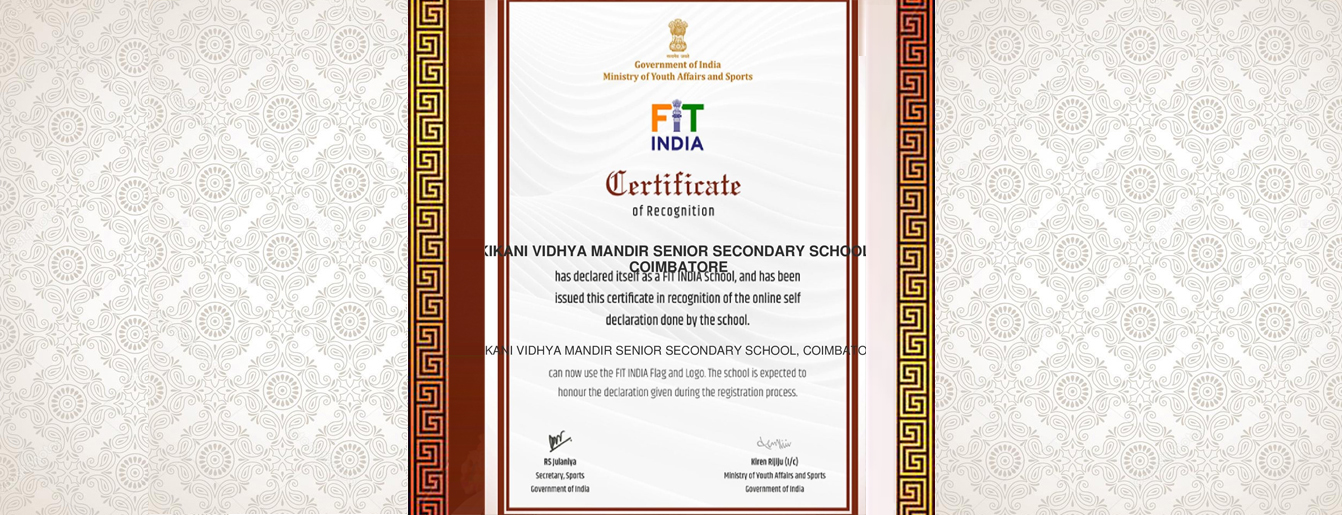 सत्यमेव जयते
Government of India
Ministry of Youth Affairs and Sports
FiT
INDIA
Certificate
of Recognition
KIKANI VIDHYA MANDIR SENIOR SECONDARY SCHOOL
COIMBATORE
has declared itself as a FIT INDIA School, and has been
issued this certificate in recognition of the online self
declaration done by the school.
KANI VIDHYA MANDIR SENIOR SECONDARY SCHOOL, COIMBATO
can now use the FIT INDIA Flag and Logo. The school is expected to
honour the declaration given during the registration process.
RS Julaniya
Secretary, Sports
Government of India
Kiren Rijiju (I/c)
Ministry of Youth Affairs and Sports
Government of India